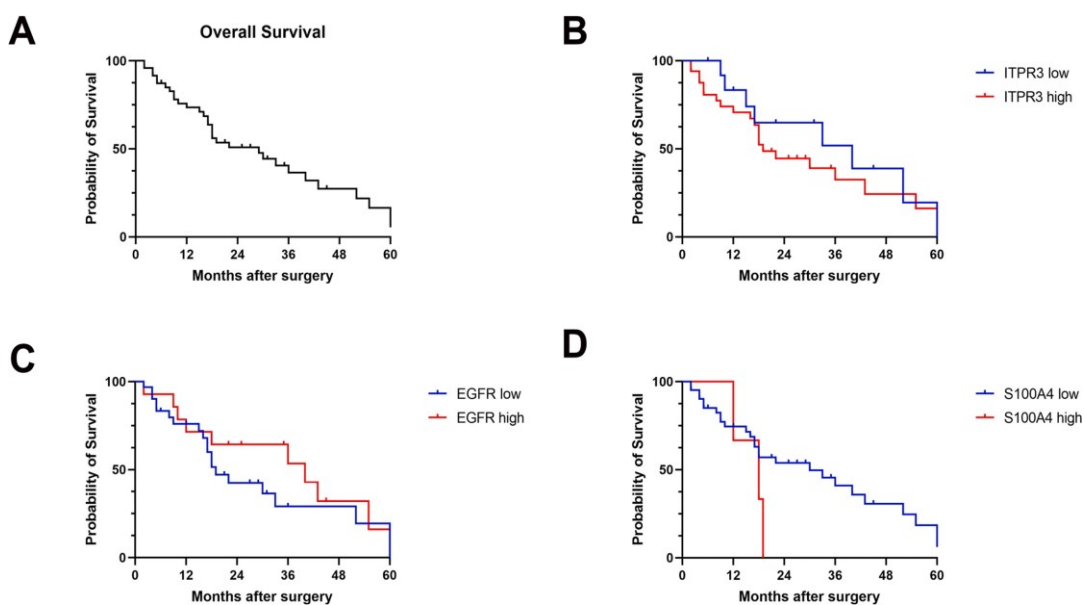 A
Overall Survival
Probability of Survival
100
50
0
0 12 24 36 48 60
Months after surgery
B
Probability of Survival
100
50
0
0 12 24 36 48 60
Months after surgery
ITPR3 low
ITPR3 high
C
Probability of Survival
100
50
0
0 12 24 36 48 60
Months after surgery
EGFR low
EGFR high
D
Probability of Survival
100
50
0
0 12 24 36 48 60
Months after surgery
S100A4 low
S100A4 high